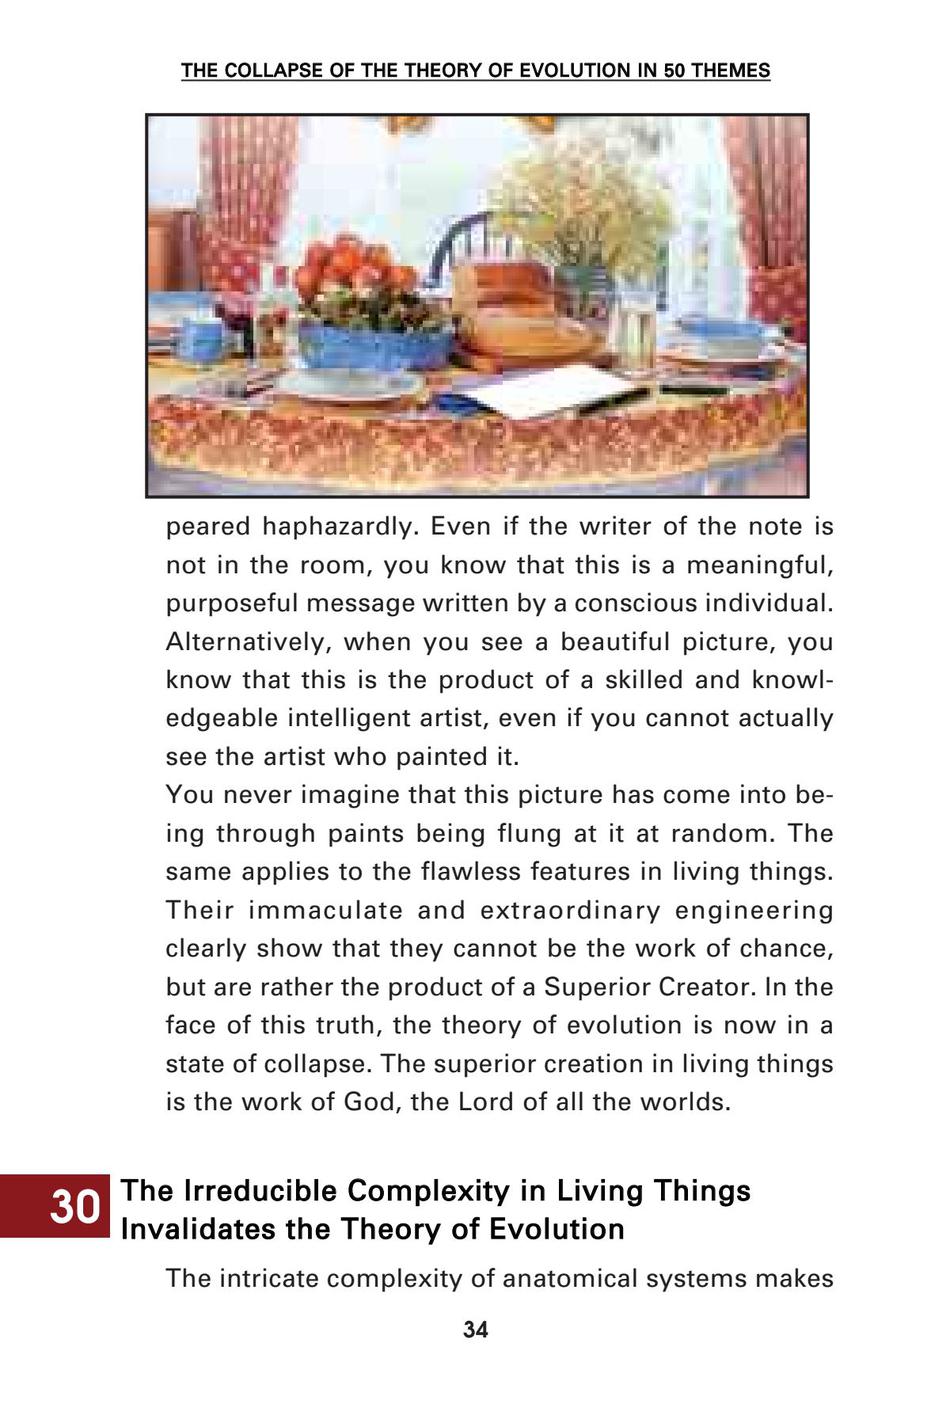 THE COLLAPSE OF THE THEORY OF EVOLUTION IN 50 THEMES
peared haphazardly. Even if the writer of the note is
not in the room, you know that this is a meaningful,
purposeful message written by a conscious individual.
Alternatively, when you see a beautiful picture, you
know that this is the product of a skilled and knowl-
edgeable intelligent artist, even if you cannot actually
see the artist who painted it.
You never imagine that this picture has come into be-
ing through paints being flung at it at random. The
same applies to the flawless features in living things.
Their immaculate and extraordinary engineering
clearly show that they cannot be the work of chance,
but are rather the product of a Superior Creator. In the
face of this truth, the theory of evolution is now in a
state of collapse. The superior creation in living things
is the work of God, the Lord of all the worlds.
30
The Irreducible Complexity in Living Things
Invalidates the Theory of Evolution
The intricate complexity of anatomical systems makes
34